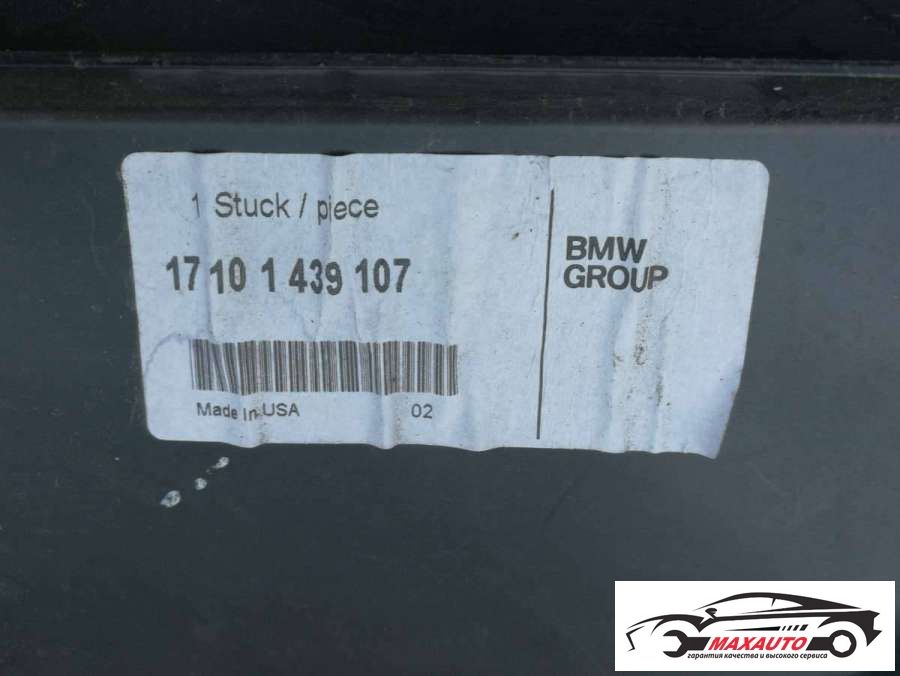 1 Stuck / piece
17 10 1 439 107
Made In USA
02
BMW
GROUP
MAXAUTO
гарантия качества и высокого сервиса